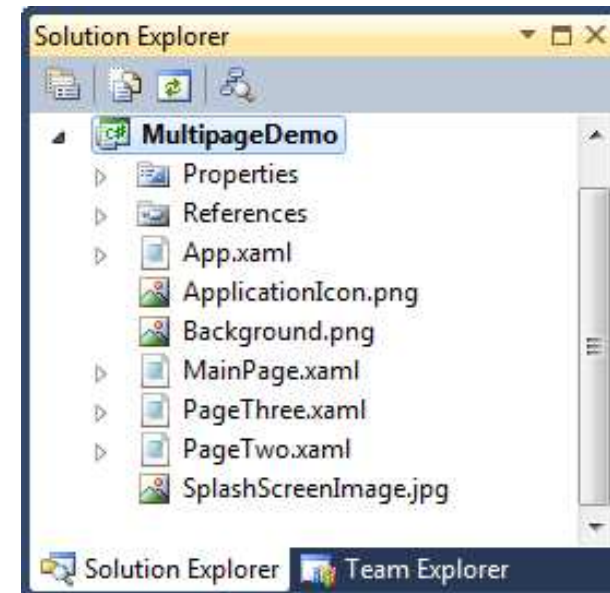 Solution Explorer
C# MultipageDemo
Properties
References
App.xaml
ApplicationIcon.png
Background.png
MainPage.xaml
PageThree.xaml
PageTwo.xaml
SplashScreenImage.jpg
Solution Explorer Team Explorer